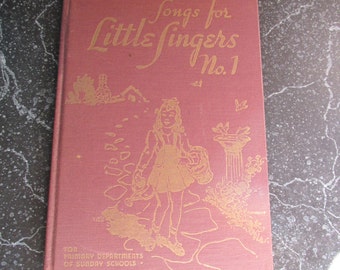 Songs for
Little Singers
No. 1
FOR
PRIMARY DEPARTMENTS
OF SUNDAY SCHOOLS